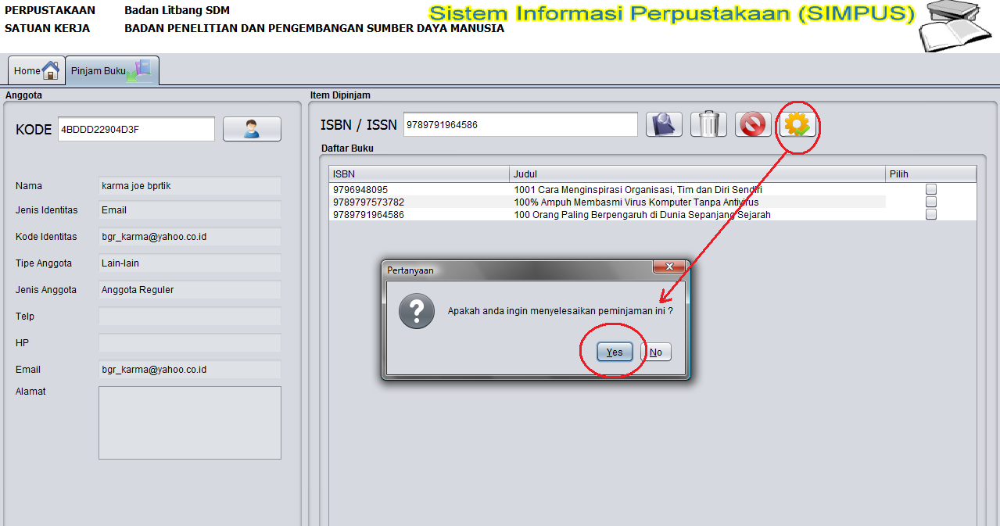 PERPUSTAKAAN Badan Litbang SDM
SATUAN KERJA BADAN PENELITIAN DAN PENGEMBANGAN SUMBER DAYA MANUSIA
Sistem Informasi Perpustakaan (SIMPUS)
Home Pinjam Buku
Anggota
KODE 4BDDD22904D3F
Nama karma joe bprtik
Jenis Identitas Email
Kode Identitas bgr_karma@yahoo.co.id
Tipe Anggota Lain-lain
Jenis Anggota Anggota Reguler
Telp
HP
Email bgr_karma@yahoo.co.id
Alamat
Item Dipinjam
ISBN / ISSN 9789791964586
Daftar Buku
ISBN Judul Pilih
9796948095 1001 Cara Menginspirasi Organisasi, Tim dan Diri Sendiri
9789797573782 100% Ampuh Membasmi Virus Komputer Tanpa Antivirus
9789791964586 100 Orang Paling Berpengaruh di Dunia Sepanjang Sejarah
Pertanyaan
Apakah anda ingin menyelesaikan peminjaman ini ?
Yes No